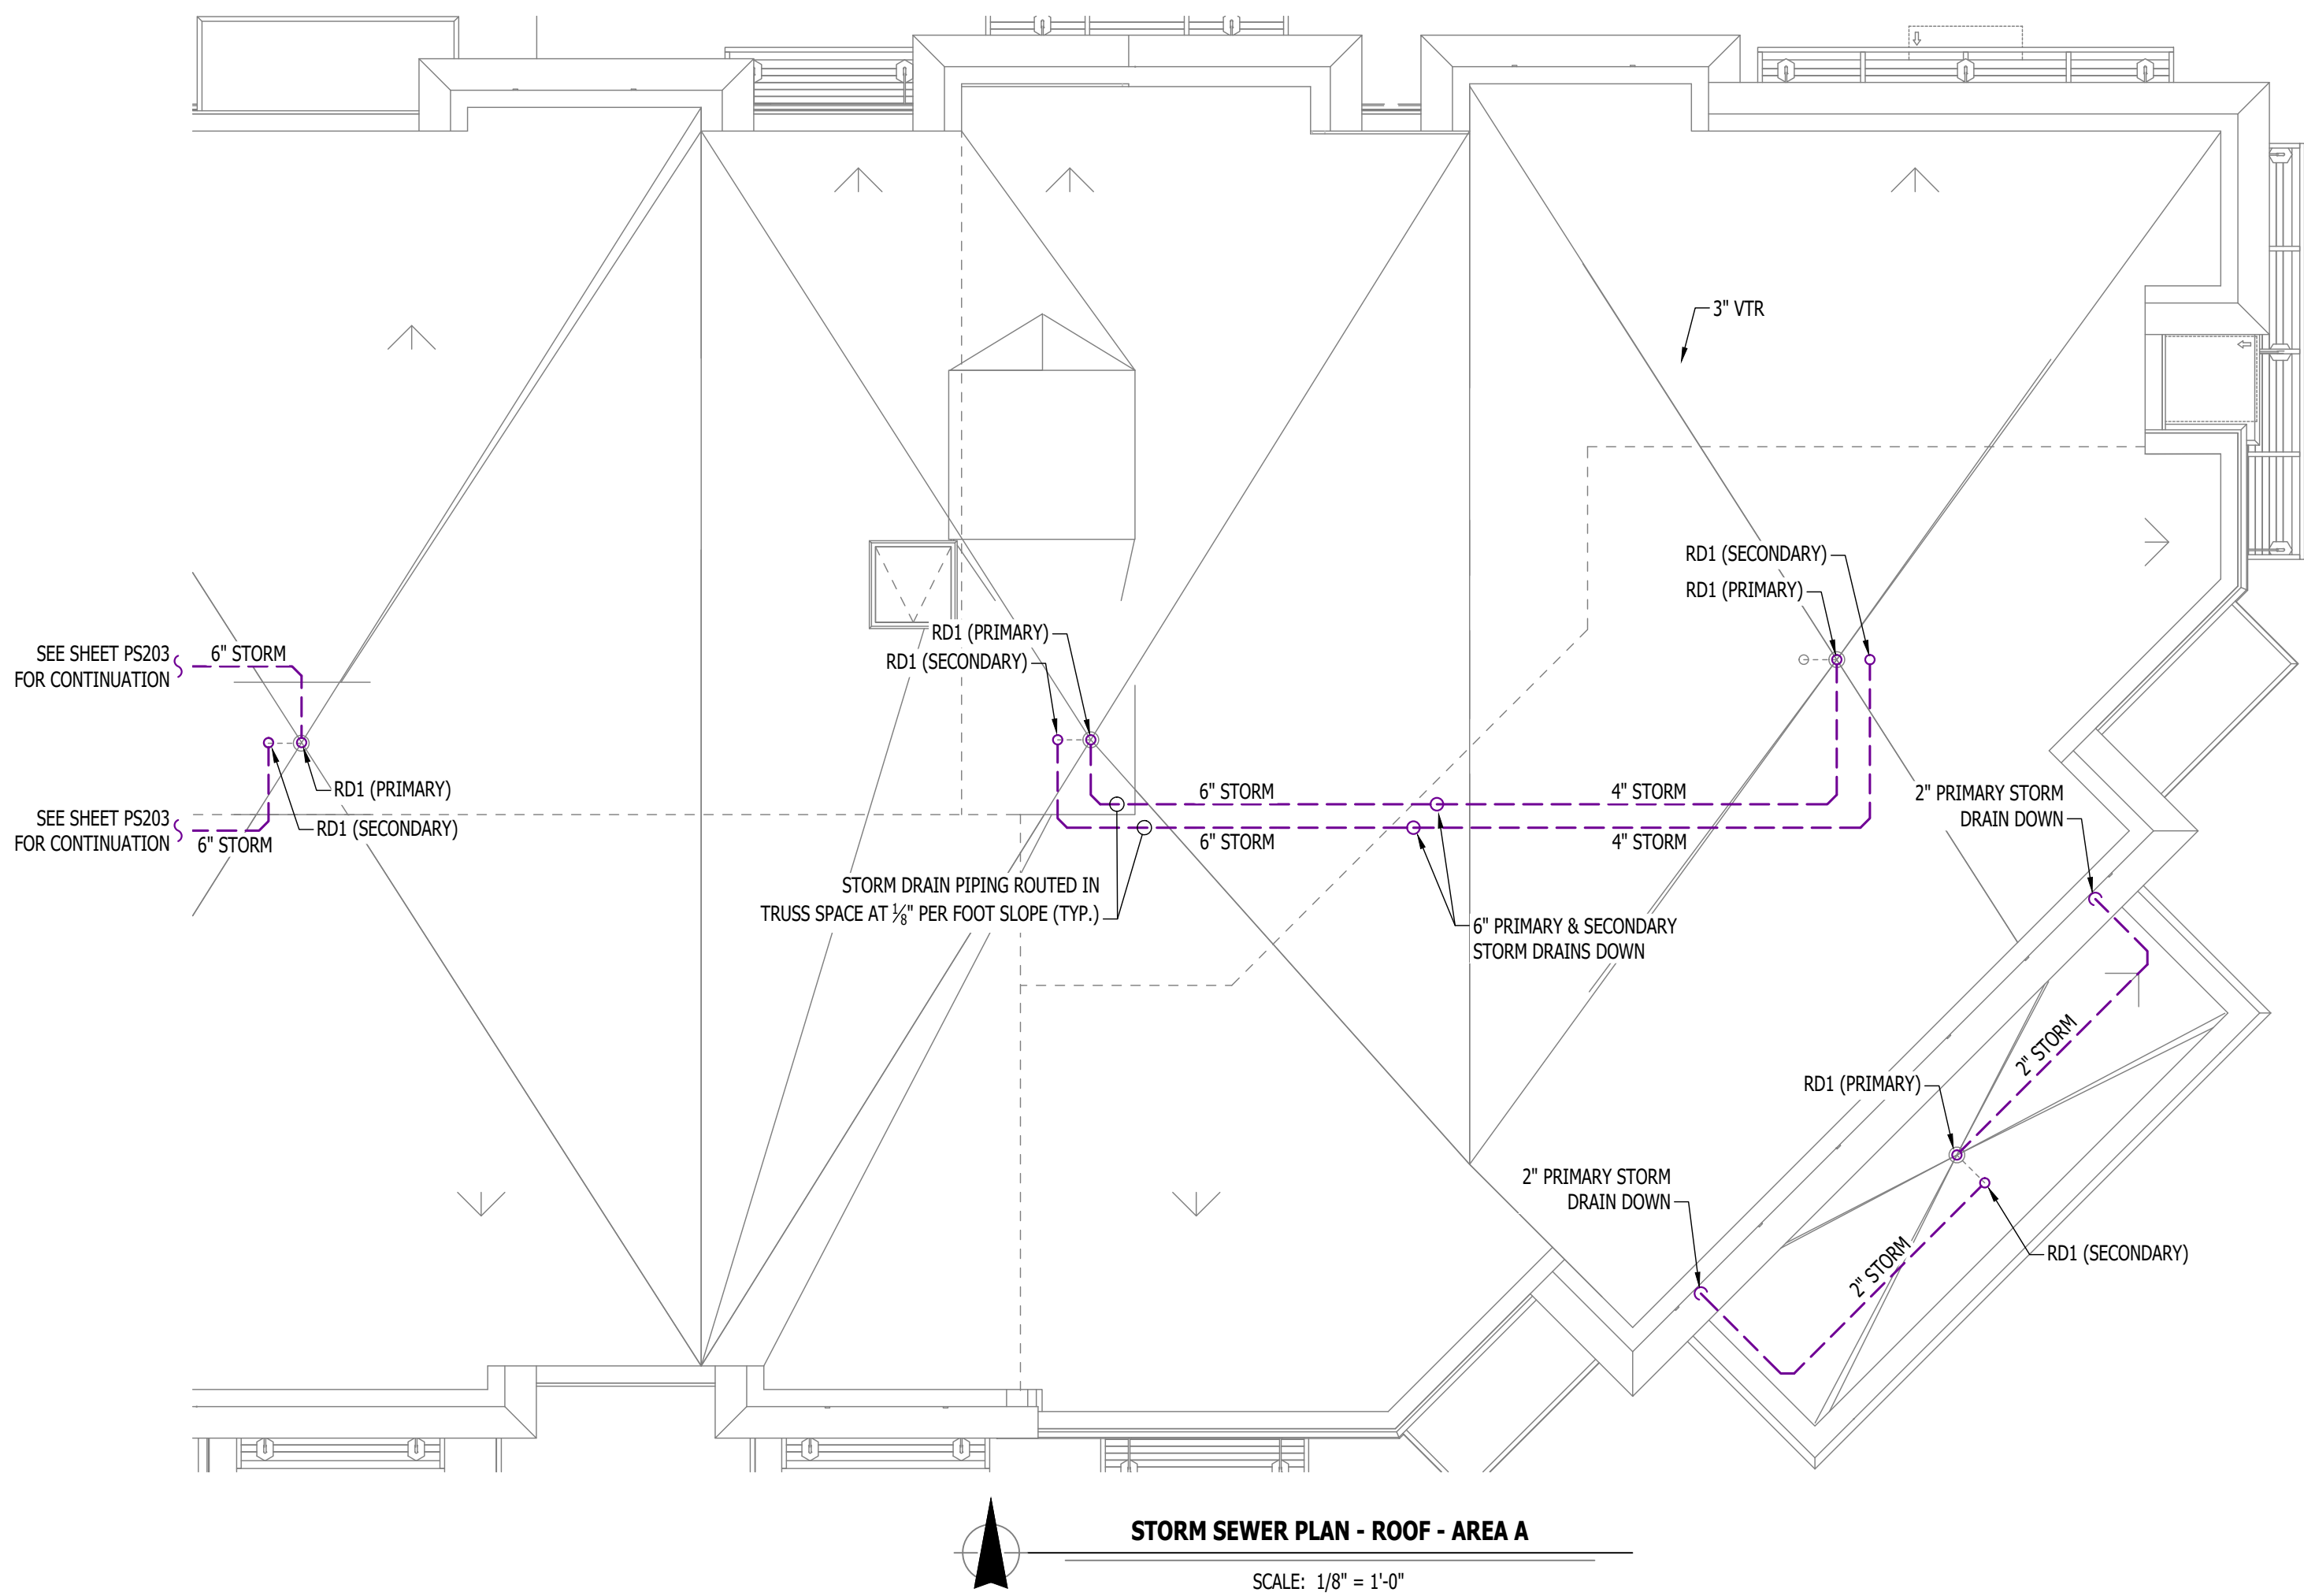 3" VTR
RD1 (SECONDARY)
RD1 (PRIMARY)
SEE SHEET PS203
FOR CONTINUATION
6" STORM
RD1 (PRIMARY)
RD1 (SECONDARY)
RD1 (PRIMARY)
RD1 (SECONDARY)
SEE SHEET PS203
FOR CONTINUATION
6" STORM
6" STORM
4" STORM
6" STORM
4" STORM
2" PRIMARY STORM
DRAIN DOWN
STORM DRAIN PIPING ROUTED IN
TRUSS SPACE AT ⅛" PER FOOT SLOPE (TYP.)
6" PRIMARY & SECONDARY
STORM DRAINS DOWN
2" STORM
RD1 (PRIMARY)
2" PRIMARY STORM
DRAIN DOWN
2" STORM
RD1 (SECONDARY)
STORM SEWER PLAN - ROOF - AREA A
SCALE: 1/8" = 1'-0"